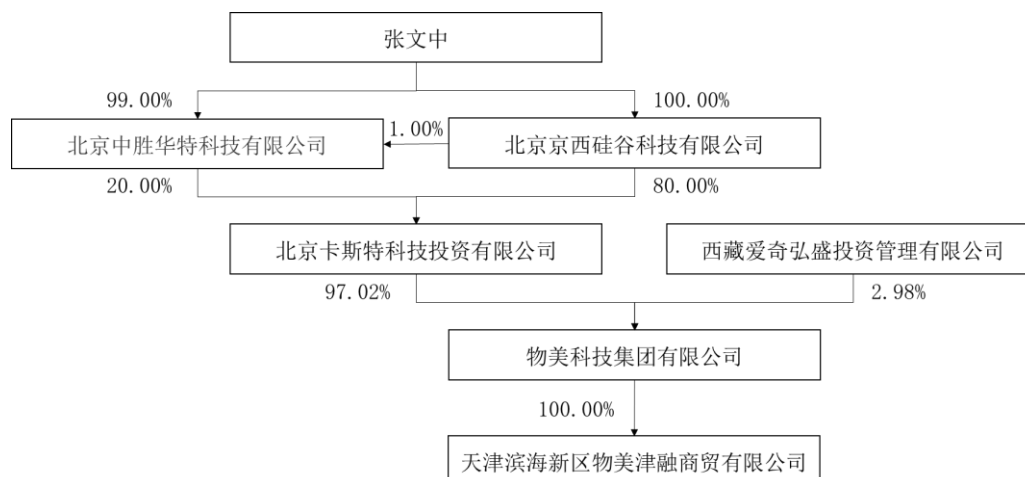 张文中
99.00%
100.00%
北京中胜华特科技有限公司
1.00%
北京京西硅谷科技有限公司
20.00%
80.00%
北京卡斯特科技投资有限公司
西藏爱奇弘盛投资管理有限公司
97.02%
2.98%
物美科技集团有限公司
100.00%
天津滨海新区物美津融商贸有限公司